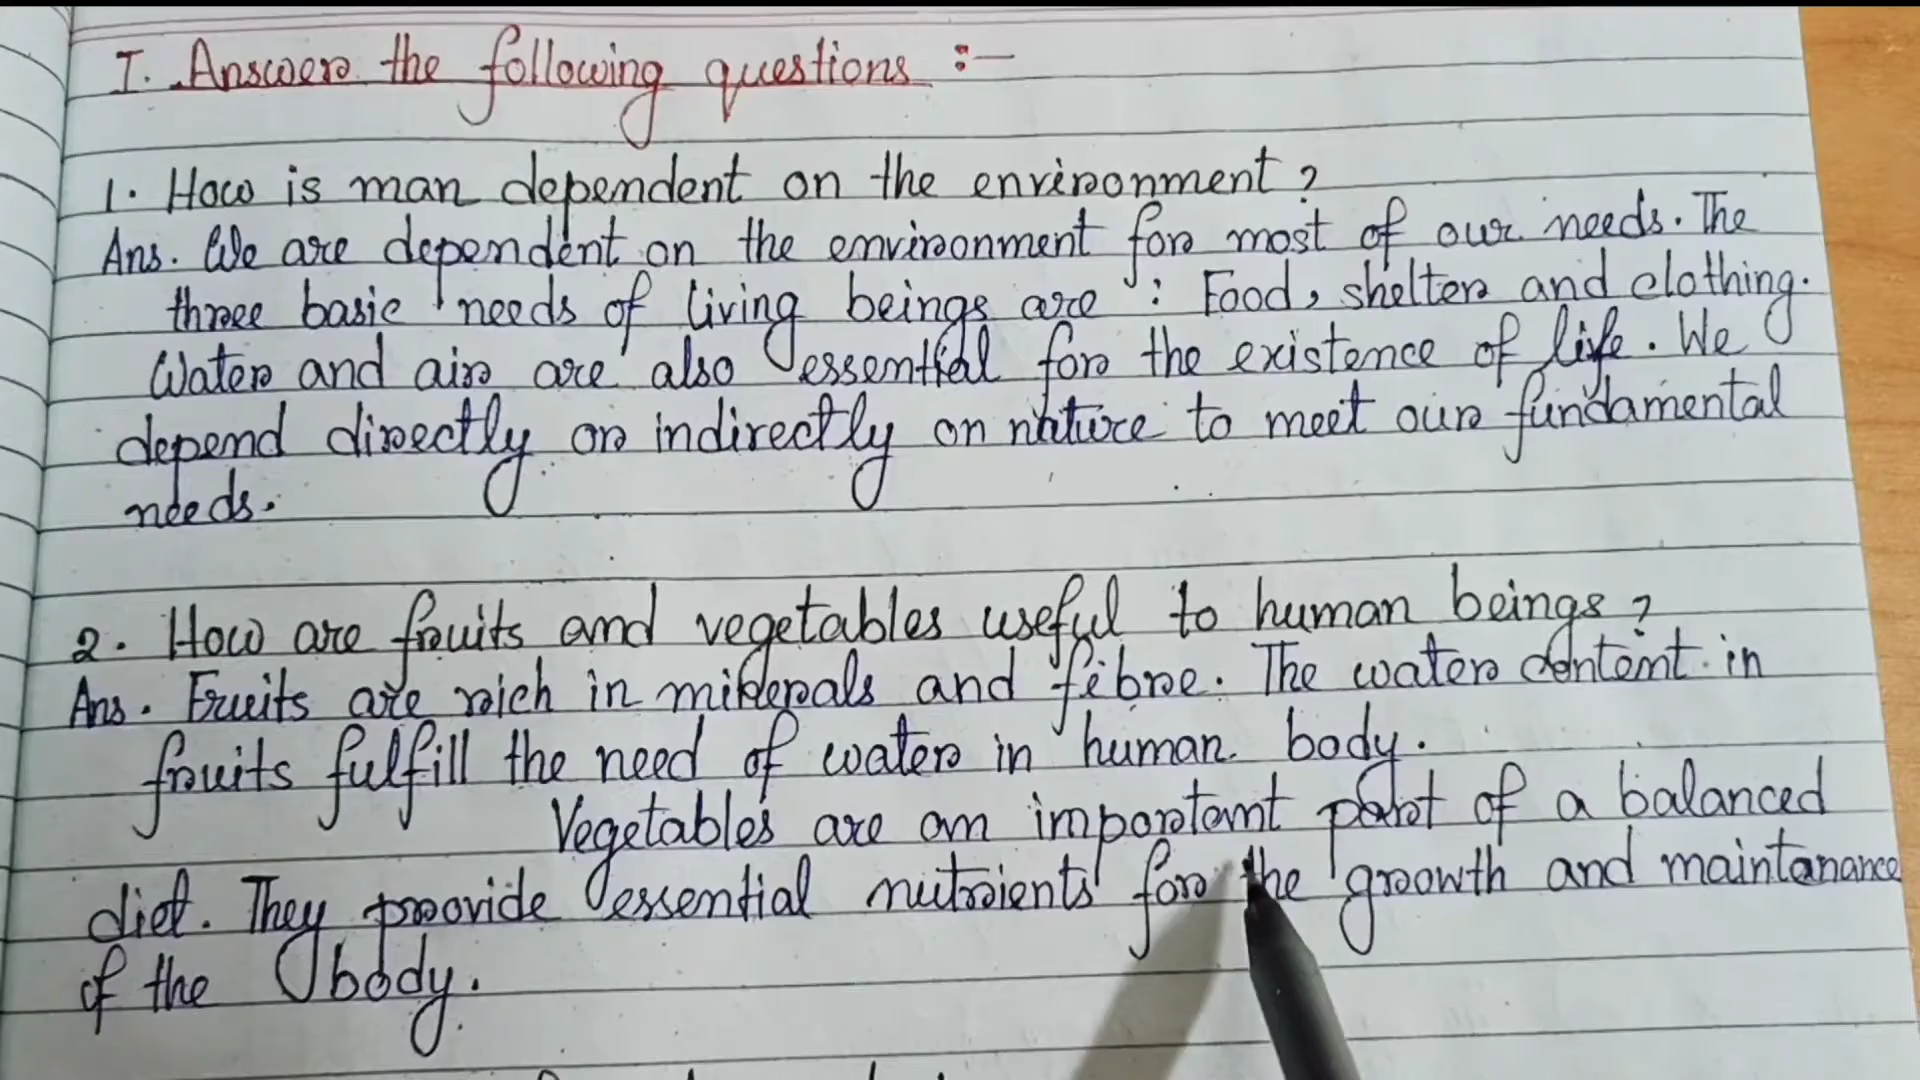 I. Answer the following questions :-
1. How is man dependent on the environment?
Ans. We are dependent on the environment for most of our needs. The
three basic needs of living beings are : Food, shelter and clothing.
Water and air are also essential for the existence of life. We
depend directly or indirectly on nature to meet our fundamental
needs.
2. How are fruits and vegetables useful to human beings?
Ans. Fruits are rich in minerals and fibre. The water content in
fruits fulfill the need of water in human body.
Vegetables are an important part of a balanced
diet. They provide essential nutrients for the growth and maintanance
of the body.